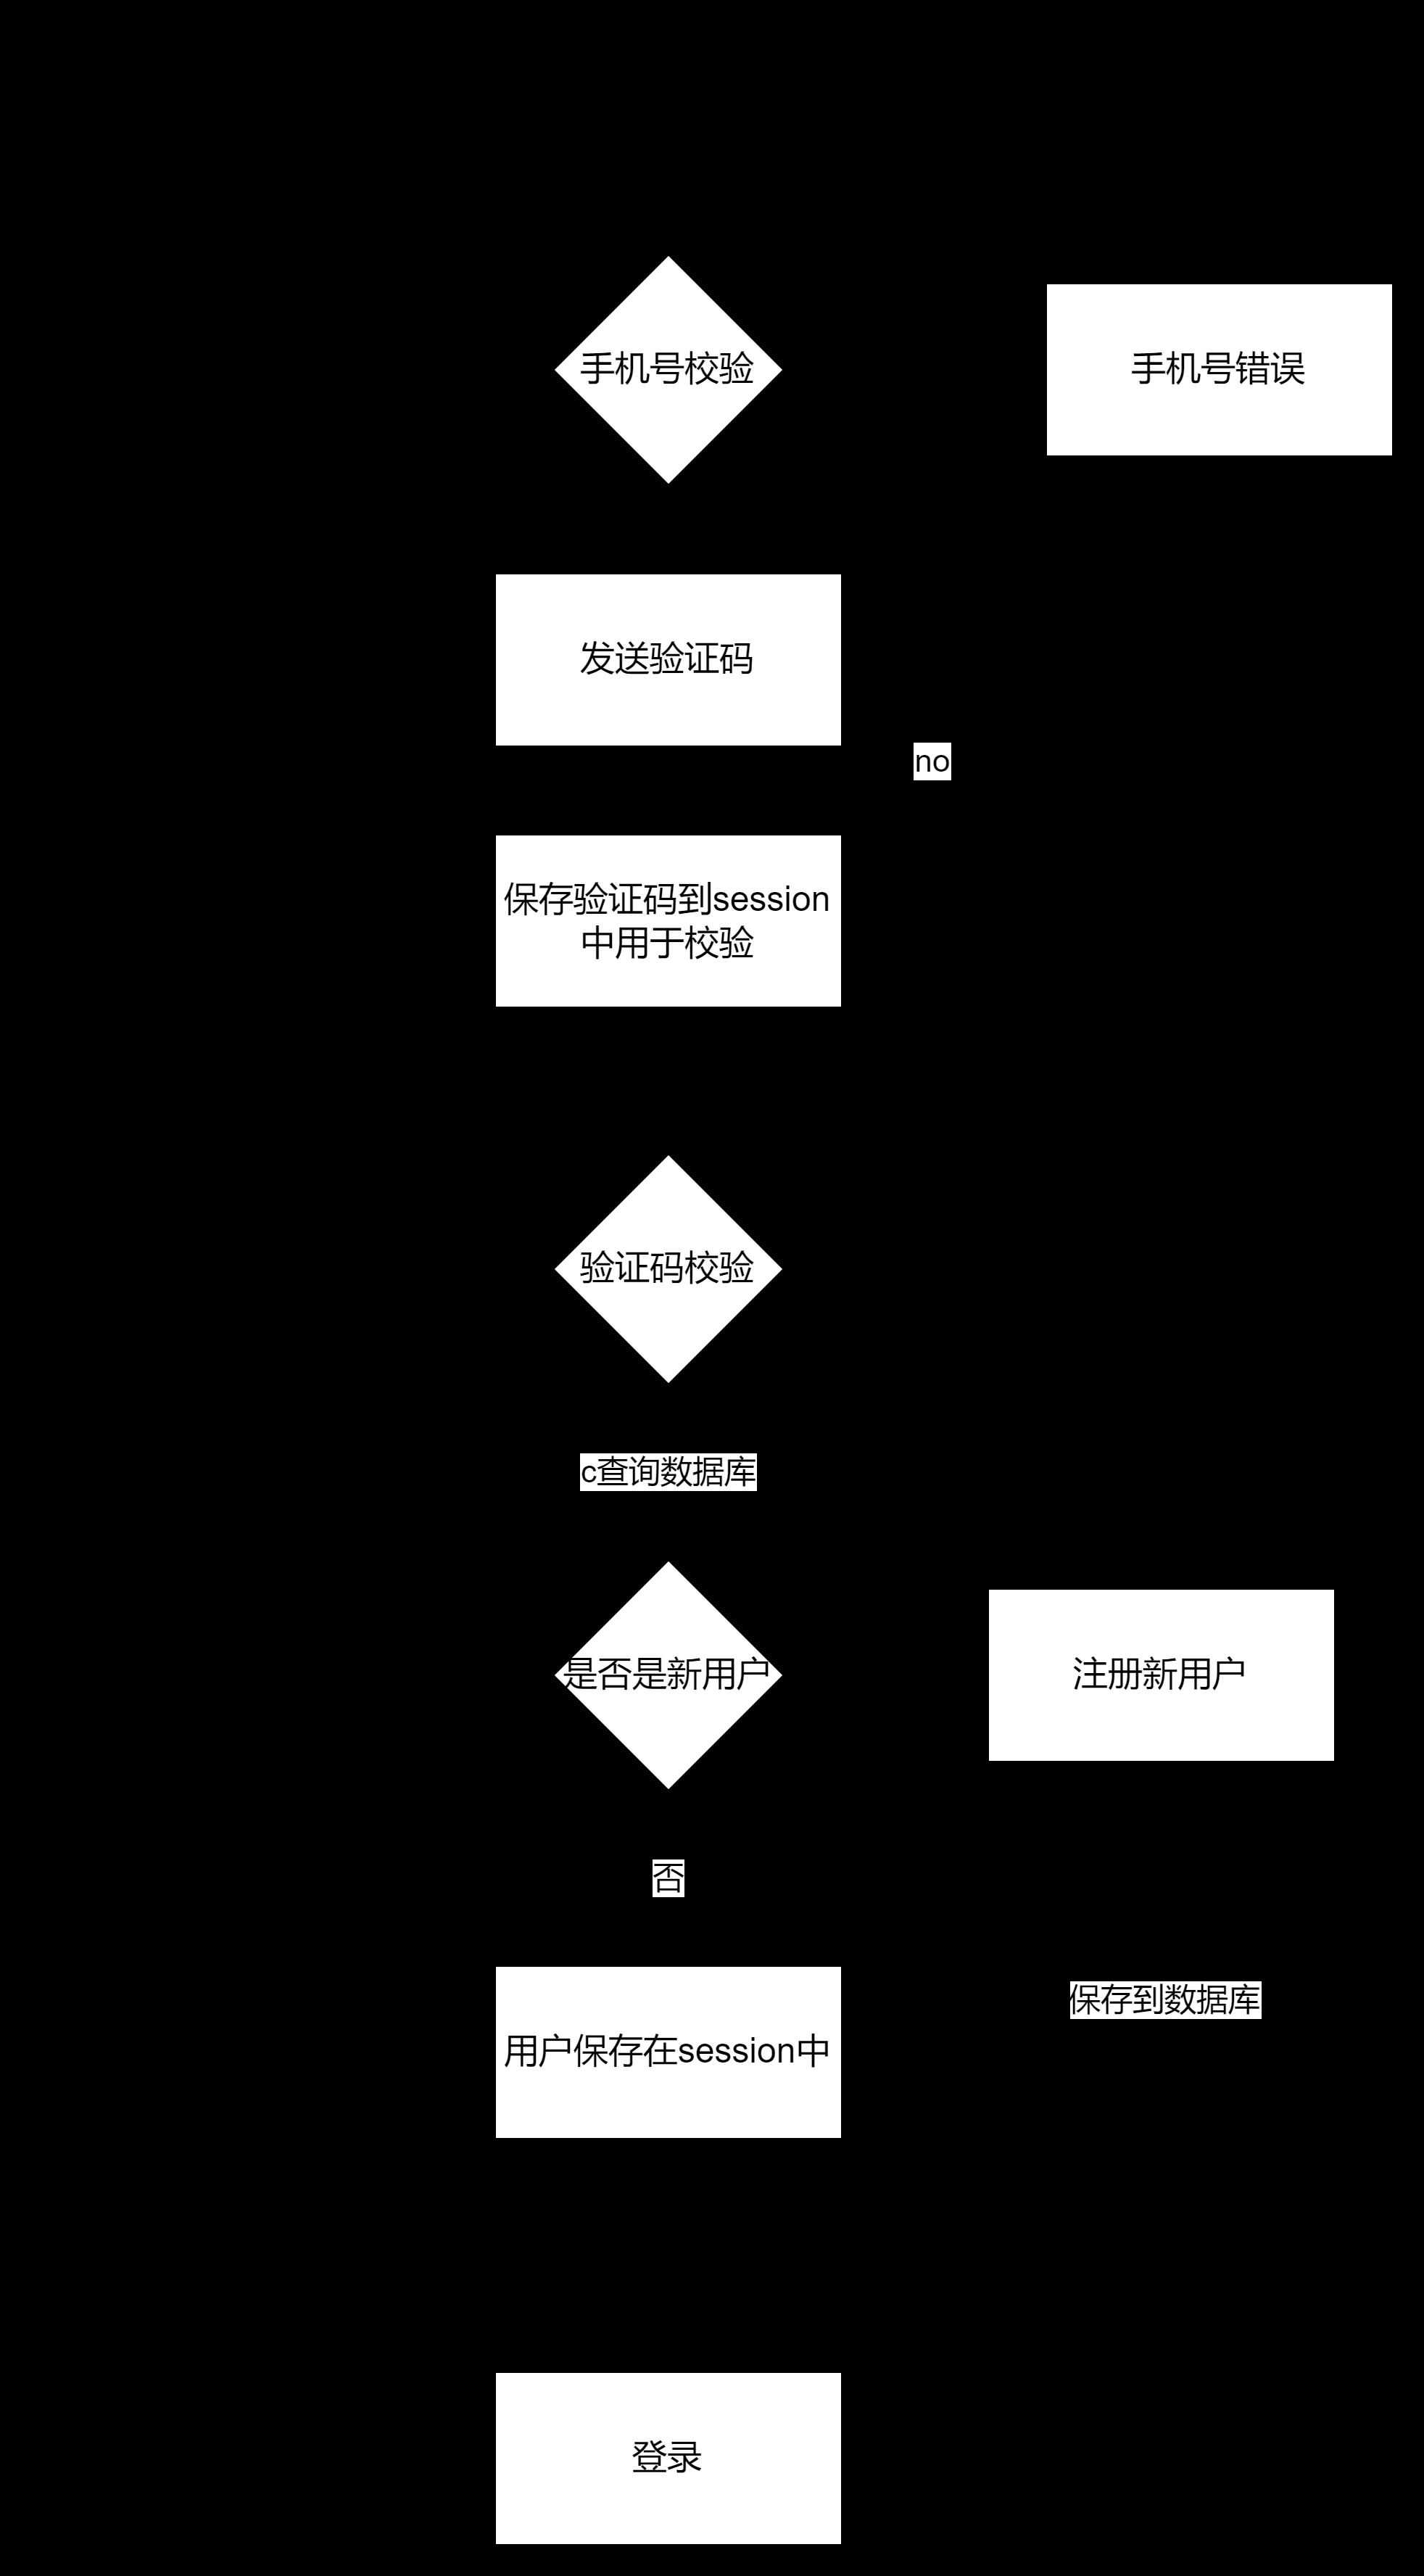 手机号校验
手机号错误
发送验证码
no
保存验证码到session
中用于校验
验证码校验
c查询数据库
是否是新用户
注册新用户
否
保存到数据库
用户保存在session中
登录